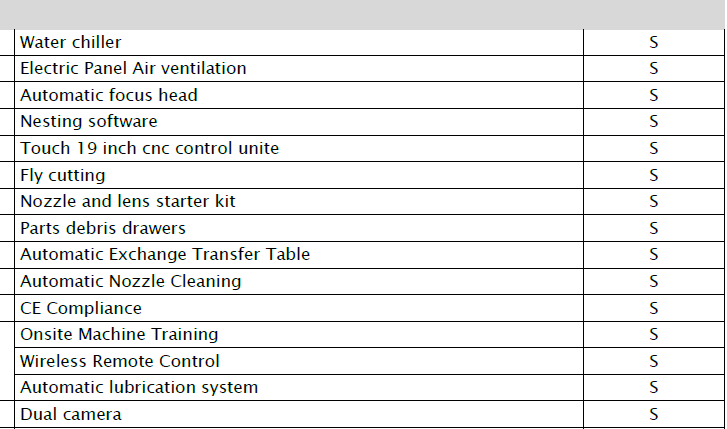 Water chiller S
Electric Panel Air ventilation S
Automatic focus head S
Nesting software S
Touch 19 inch cnc control unite S
Fly cutting S
Nozzle and lens starter kit S
Parts debris drawers S
Automatic Exchange Transfer Table S
Automatic Nozzle Cleaning S
CE Compliance S
Onsite Machine Training S
Wireless Remote Control S
Automatic lubrication system S
Dual camera S